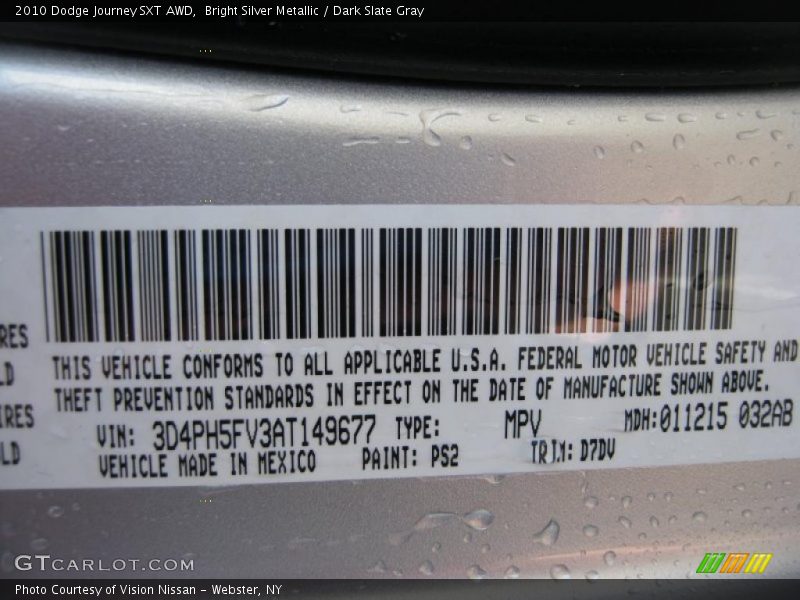 2010 Dodge Journey SXT AWD,  Bright Silver Metallic / Dark Slate Gray
RES
LD
IRES
LD
THIS VEHICLE CONFORMS TO ALL APPLICABLE U.S.A. FEDERAL MOTOR VEHICLE SAFETY AND
THEFT PREVENTION STANDARDS IN EFFECT ON THE DATE OF MANUFACTURE SHOWN ABOVE.
VIN: 3D4PH5FV3AT149677 TYPE: MPV MDH:011215 032AB
VEHICLE MADE IN MEXICO PAINT: PS2 TRIM: D7DV
GTCARLOT.COM
Photo Courtesy of Vision Nissan - Webster, NY